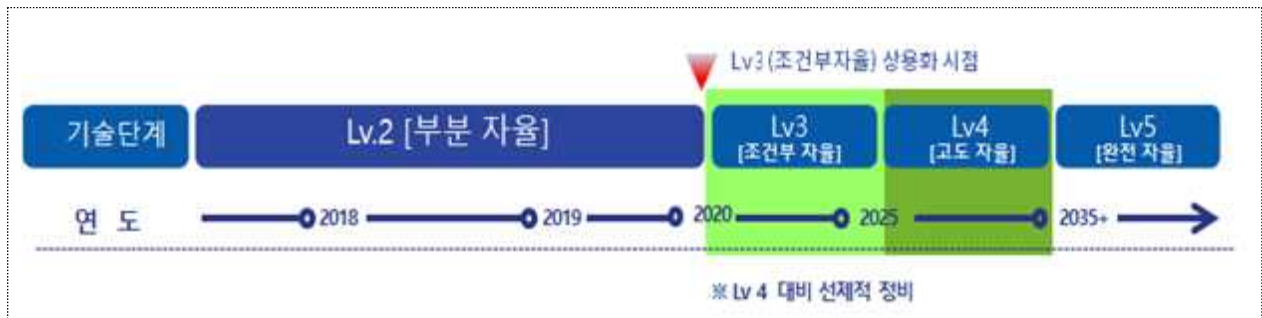 Lv3 (조건부자율) 상용화 시점
기술단계
Lv.2 [부분 자율]
Lv3
[조건부 자율]
Lv4
[고도 자율]
Lv5
[완전 자율]
연 도
2018
2019
2020
2025
2035+
※ Lv 4 대비 선제적 정비